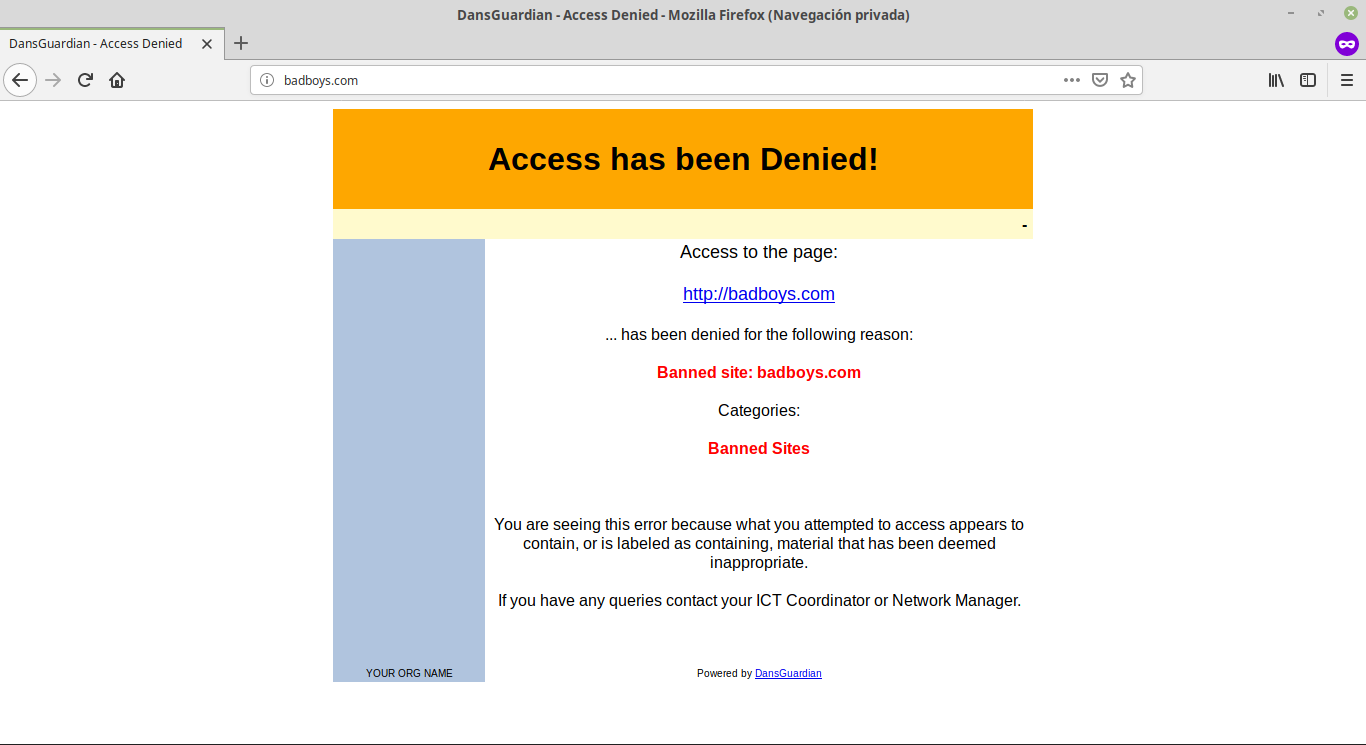 DansGuardian - Access Denied - Mozilla Firefox (Navegación privada)
DansGuardian - Access Denied
badboys.com
Access has been Denied!
-
Access to the page:
http://badboys.com
... has been denied for the following reason:
Banned site: badboys.com
Categories:
Banned Sites
You are seeing this error because what you attempted to access appears to
contain, or is labeled as containing, material that has been deemed
inappropriate.
If you have any queries contact your ICT Coordinator or Network Manager.
YOUR ORG NAME
Powered by DansGuardian